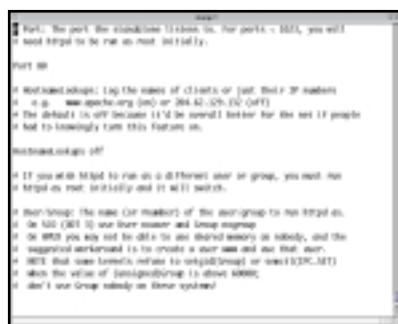 # Port: The port the standalone listens to. For ports < 1023, you will
# need httpd to be run as root initially.
Port 80
# HostnameLookups: Log the names of clients or just their IP numbers
# e.g. www.apache.org (on) or 204.62.129.132 (off)
# The default is off because it'd be overall better for the net if people
# had to knowingly turn this feature on.
HostnameLookups off
# If you wish httpd to run as a different user or group, you must run
# httpd as root initially and it will switch.
# User/Group: The name (or #number) of the user/group to run httpd as.
# On SCO (ODT 3) use User nouser and Group nogroup
# On HPUX you may not be able to use shared memory as nobody, and the
# suggested workaround is to create a user www and use that user.
# NOTE that some kernels refuse to setgid(Group) or semctl(IPC_SET)
# when the value of (unsigned)Group is above 60000;
# don't use Group nobody on these systems!